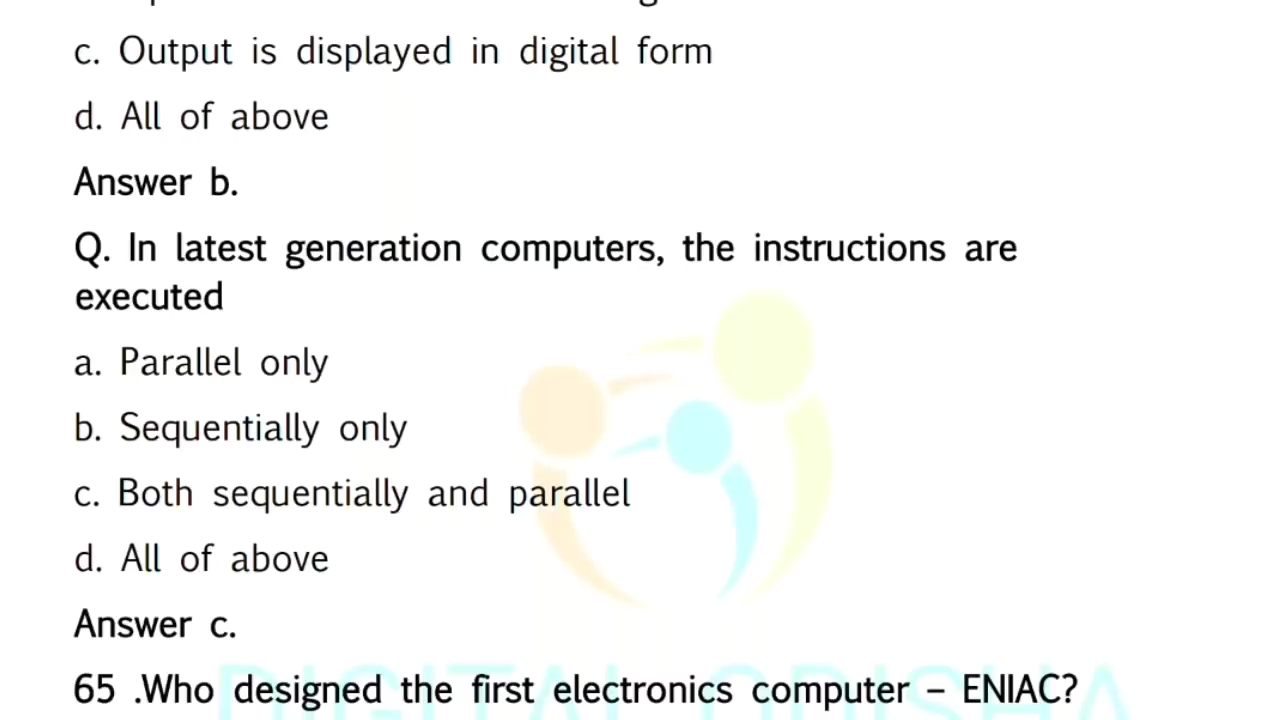 c. Output is displayed in digital form
d. All of above
Answer b.
Q. In latest generation computers, the instructions are
executed
a. Parallel only
b. Sequentially only
c. Both sequentially and parallel
d. All of above
Answer c.
65 .Who designed the first electronics computer – ENIAC?
DIGITAL ODISHA